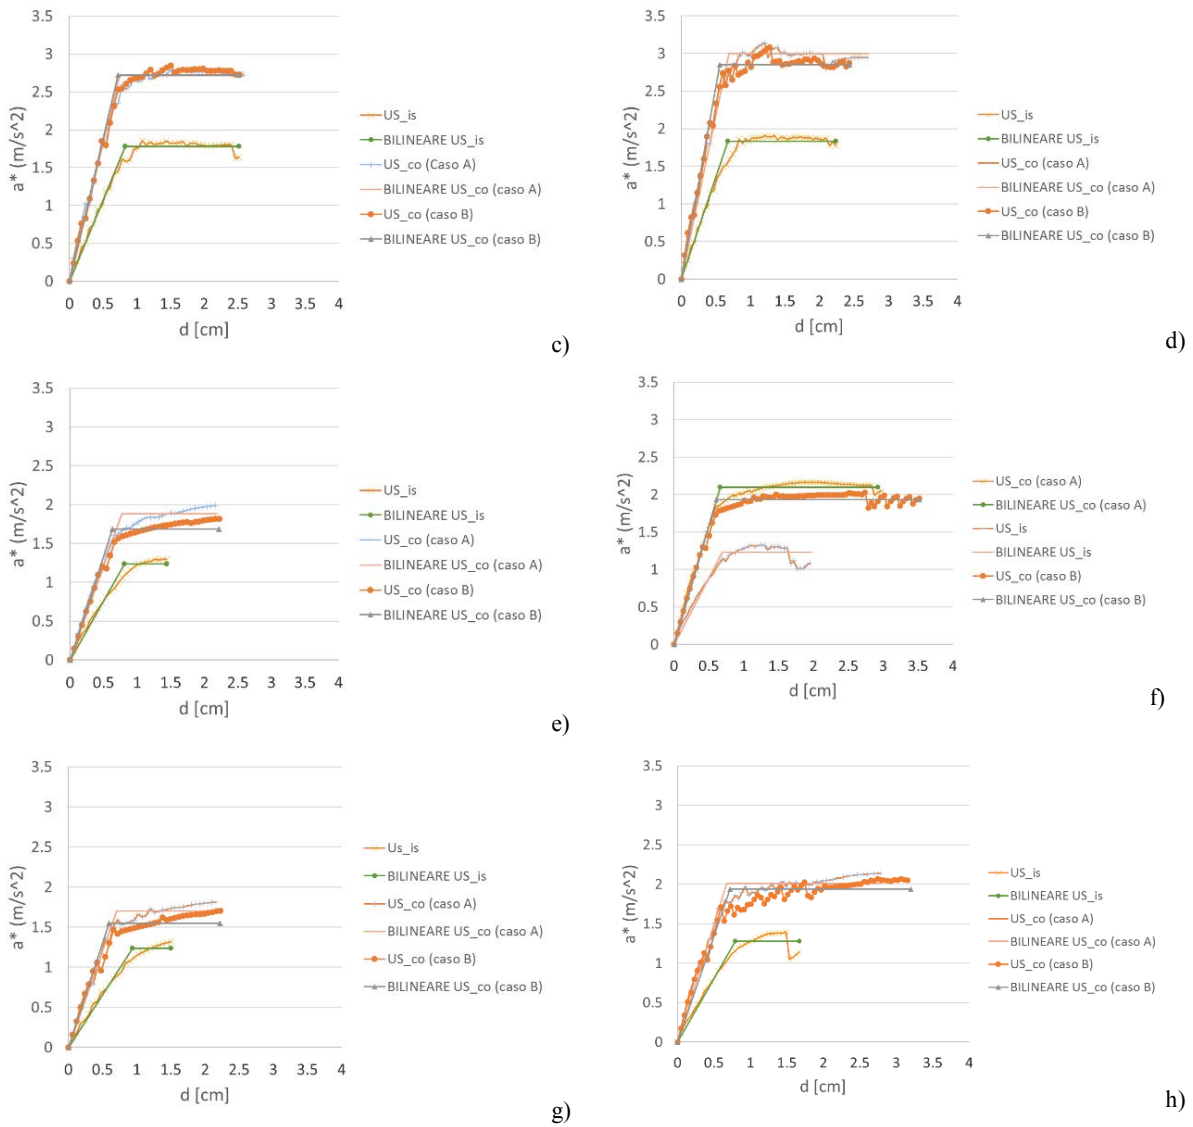 3.5
3
2.5
2
1.5
1
0.5
0
0 0.5 1 1.5 2 2.5 3 3.5 4
a* (m/s^2)
d [cm]
US_is
BILINEARE US_is
US_co (Caso A)
BILINEARE US_co (caso A)
US_co (caso B)
BILINEARE US_co (caso B)
c)
3.5
3
2.5
2
1.5
1
0.5
0
0 0.5 1 1.5 2 2.5 3 3.5 4
a* (m/s^2)
d [cm]
US_is
BILINEARE US_is
US_co (caso A)
BILINEARE US_co (caso A)
US_co (caso B)
BILINEARE US_co (caso B)
d)
3.5
3
2.5
2
1.5
1
0.5
0
0 0.5 1 1.5 2 2.5 3 3.5 4
a* (m/s^2)
d [cm]
US_is
BILINEARE US_is
US_co (caso A)
BILINEARE US_co (caso A)
US_co (caso B)
BILINEARE US_co (caso B)
e)
3.5
3
2.5
2
1.5
1
0.5
0
0 0.5 1 1.5 2 2.5 3 3.5 4
a* (m/s^2)
d [cm]
US_co (caso A)
BILINEARE US_co (caso A)
US_is
BILINEARE US_is
US_co (caso B)
BILINEARE US_co (caso B)
f)
3.5
3
2.5
2
1.5
1
0.5
0
0 0.5 1 1.5 2 2.5 3 3.5 4
a* (m/s^2)
d [cm]
Us_is
BILINEARE US_is
US_co (caso A)
BILINEARE US_co (caso A)
US_co (caso B)
BILINEARE US_co (caso B)
g)
3.5
3
2.5
2
1.5
1
0.5
0
0 0.5 1 1.5 2 2.5 3 3.5 4
a* (m/s^2)
d [cm]
US_is
BILINEARE US_is
US_co (caso A)
BILINEARE US_co (caso A)
US_co (caso B)
BILINEARE US_co (caso B)
h)